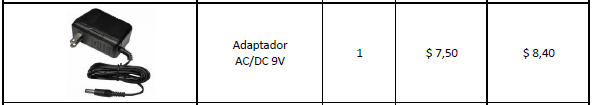 Adaptador
AC/DC 9V
1
$ 7,50
$ 8,40